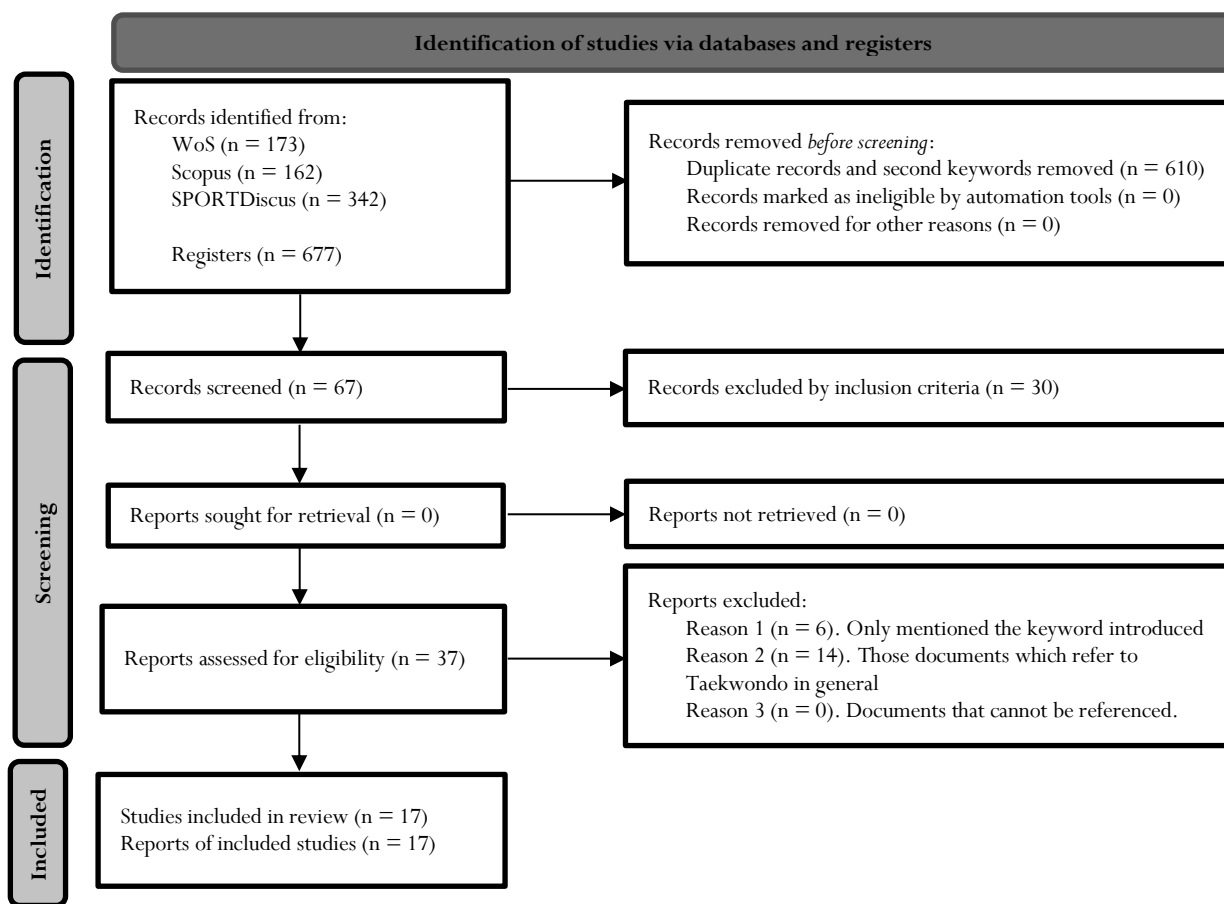 Identification of studies via databases and registers
Identification
Records identified from:
WoS (n = 173)
Scopus (n = 162)
SPORTDiscus (n = 342)
Registers (n = 677)
Records removed before screening:
Duplicate records and second keywords removed (n = 610)
Records marked as ineligible by automation tools (n = 0)
Records removed for other reasons (n = 0)
Screening
Records screened (n = 67)
Records excluded by inclusion criteria (n = 30)
Reports sought for retrieval (n = 0)
Reports not retrieved (n = 0)
Reports assessed for eligibility (n = 37)
Reports excluded:
Reason 1 (n = 6). Only mentioned the keyword introduced
Reason 2 (n = 14). Those documents which refer to
Taekwondo in general
Reason 3 (n = 0). Documents that cannot be referenced.
Included
Studies included in review (n = 17)
Reports of included studies (n = 17)